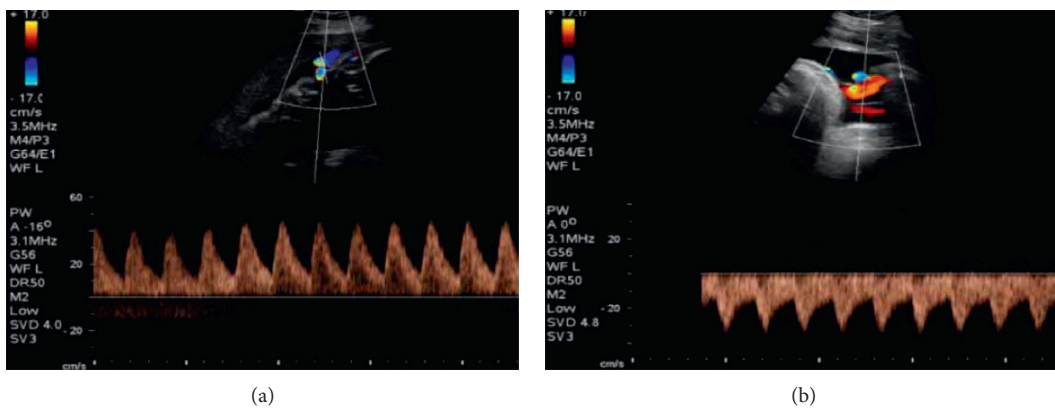 + 17.0
- 17.0
cm/s
3.5MHz
M4/P3
G64/E1
WF L
60
PW
A -16°
3.1MHz
20
G56
WF L
DR50
M2
Low
SVD 4.0
- 20
SV3
cm/s
(a)
17.0
- 17.0
cm/s
3.5MHz
M4/P3
G64/E1
WF L
PW
A 0°
3.1MHz
20
G56
WF L
DR50
M2
Low
- 20
SVD 4.8
SV3
cm/s
(b)